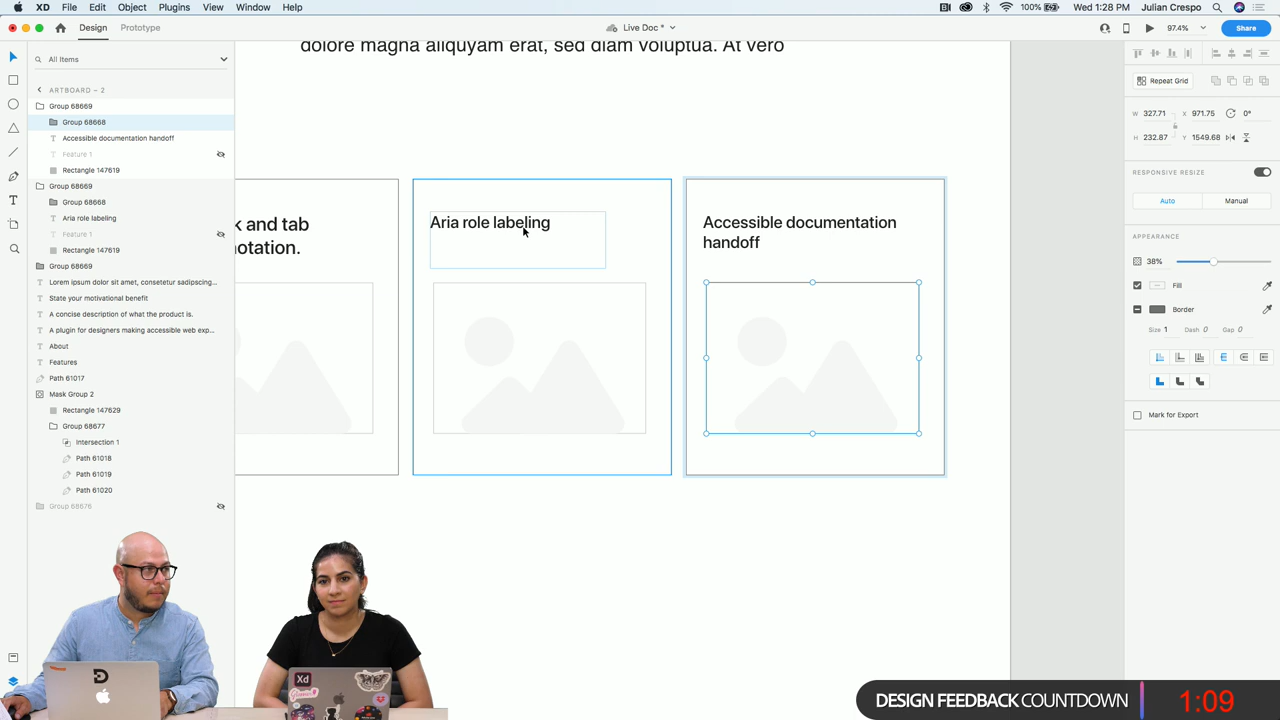 XD File Edit Object Plugins View Window Help
100% Wed 1:28 PM Julian Crespo
Design Prototype
Live Doc *
97.4%
Share
dolore magna aliquyam erat, sed diam voluptua. At vero
All Items
ARTBOARD – 2
Group 68669
Group 68668
Accessible documentation handoff
Feature 1
Rectangle 147619
Group 68669
Group 68668
Aria role labeling
Feature 1
Rectangle 147619
Group 68669
Lorem ipsum dolor sit amet, consetetur sadipscing...
State your motivational benefit
A concise description of what the product is.
A plugin for designers making accessible web exp...
About
Features
Path 61017
Mask Group 2
Rectangle 147629
Group 68677
Intersection 1
Path 61018
Path 61019
Path 61020
Group 68676
k and tab
notation.
Aria role labeling
Accessible documentation
handoff
Repeat Grid
W 327.71 X 971.75 0°
H 232.87 Y 1549.68
RESPONSIVE RESIZE
Auto Manual
APPEARANCE
38%
Fill
Border
Size 1 Dash 0 Gap 0
Mark for Export
Xd
DESIGN FEEDBACK COUNTDOWN 1:09